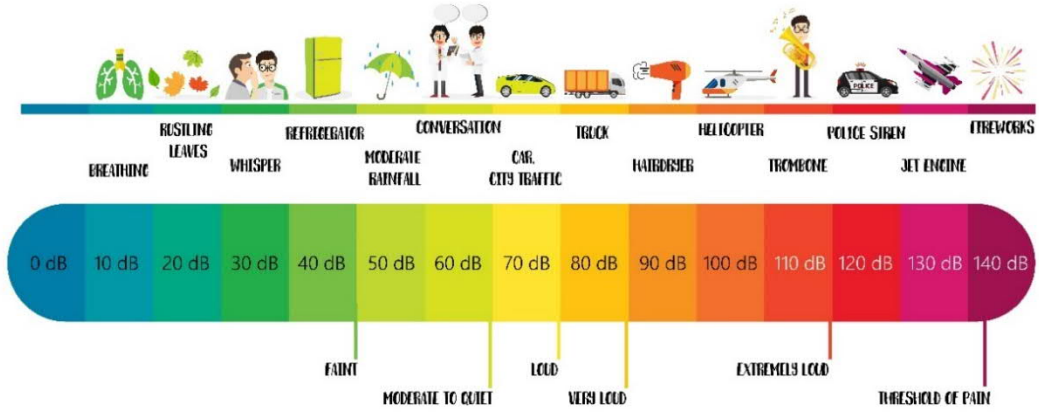 POLICE
BREATHING
RUSTLING
LEAVES
WHISPER
REFRIGERATOR
MODERATE
RAINFALL
CONVERSATION
CAR,
CITY TRAFFIC
TRUCK
HAIRDRYER
HELICOPTER
TROMBONE
POLICE SIREN
JET ENGINE
FIREWORKS
0 dB
10 dB
20 dB
30 dB
40 dB
50 dB
60 dB
70 dB
80 dB
90 dB
100 dB
110 dB
120 dB
130 dB
140 dB
FAINT
MODERATE TO QUIET
LOUD
VERY LOUD
EXTREMELY LOUD
THRESHOLD OF PAIN